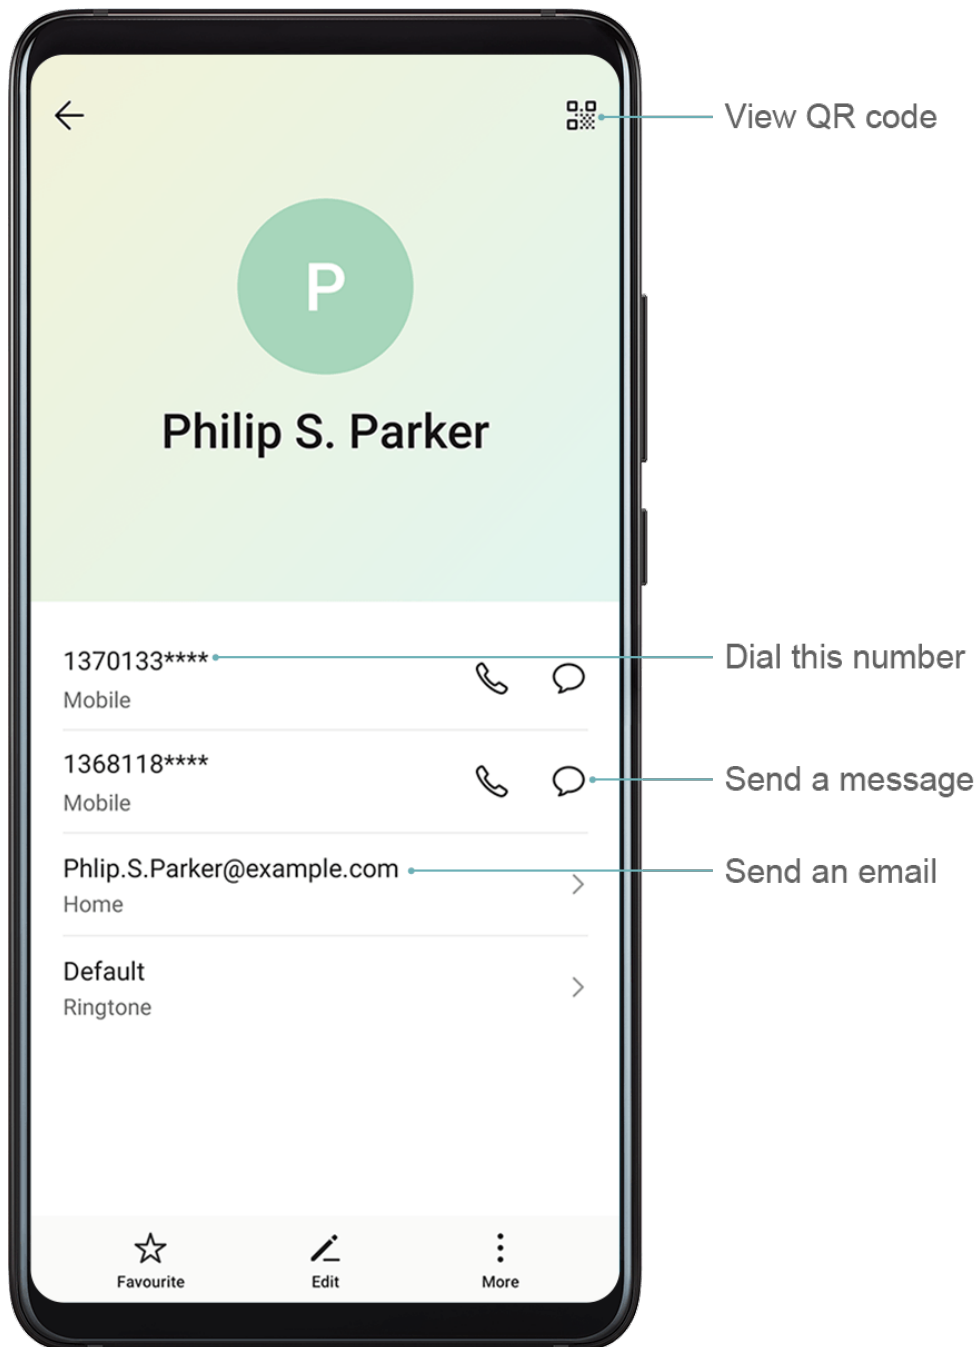 View QR code
P
Philip S. Parker
1370133****
Dial this number
Mobile
1368118****
Send a message
Mobile
Phlip.S.Parker@example.com
Send an email
Home
Default
Ringtone
Favourite
Edit
More